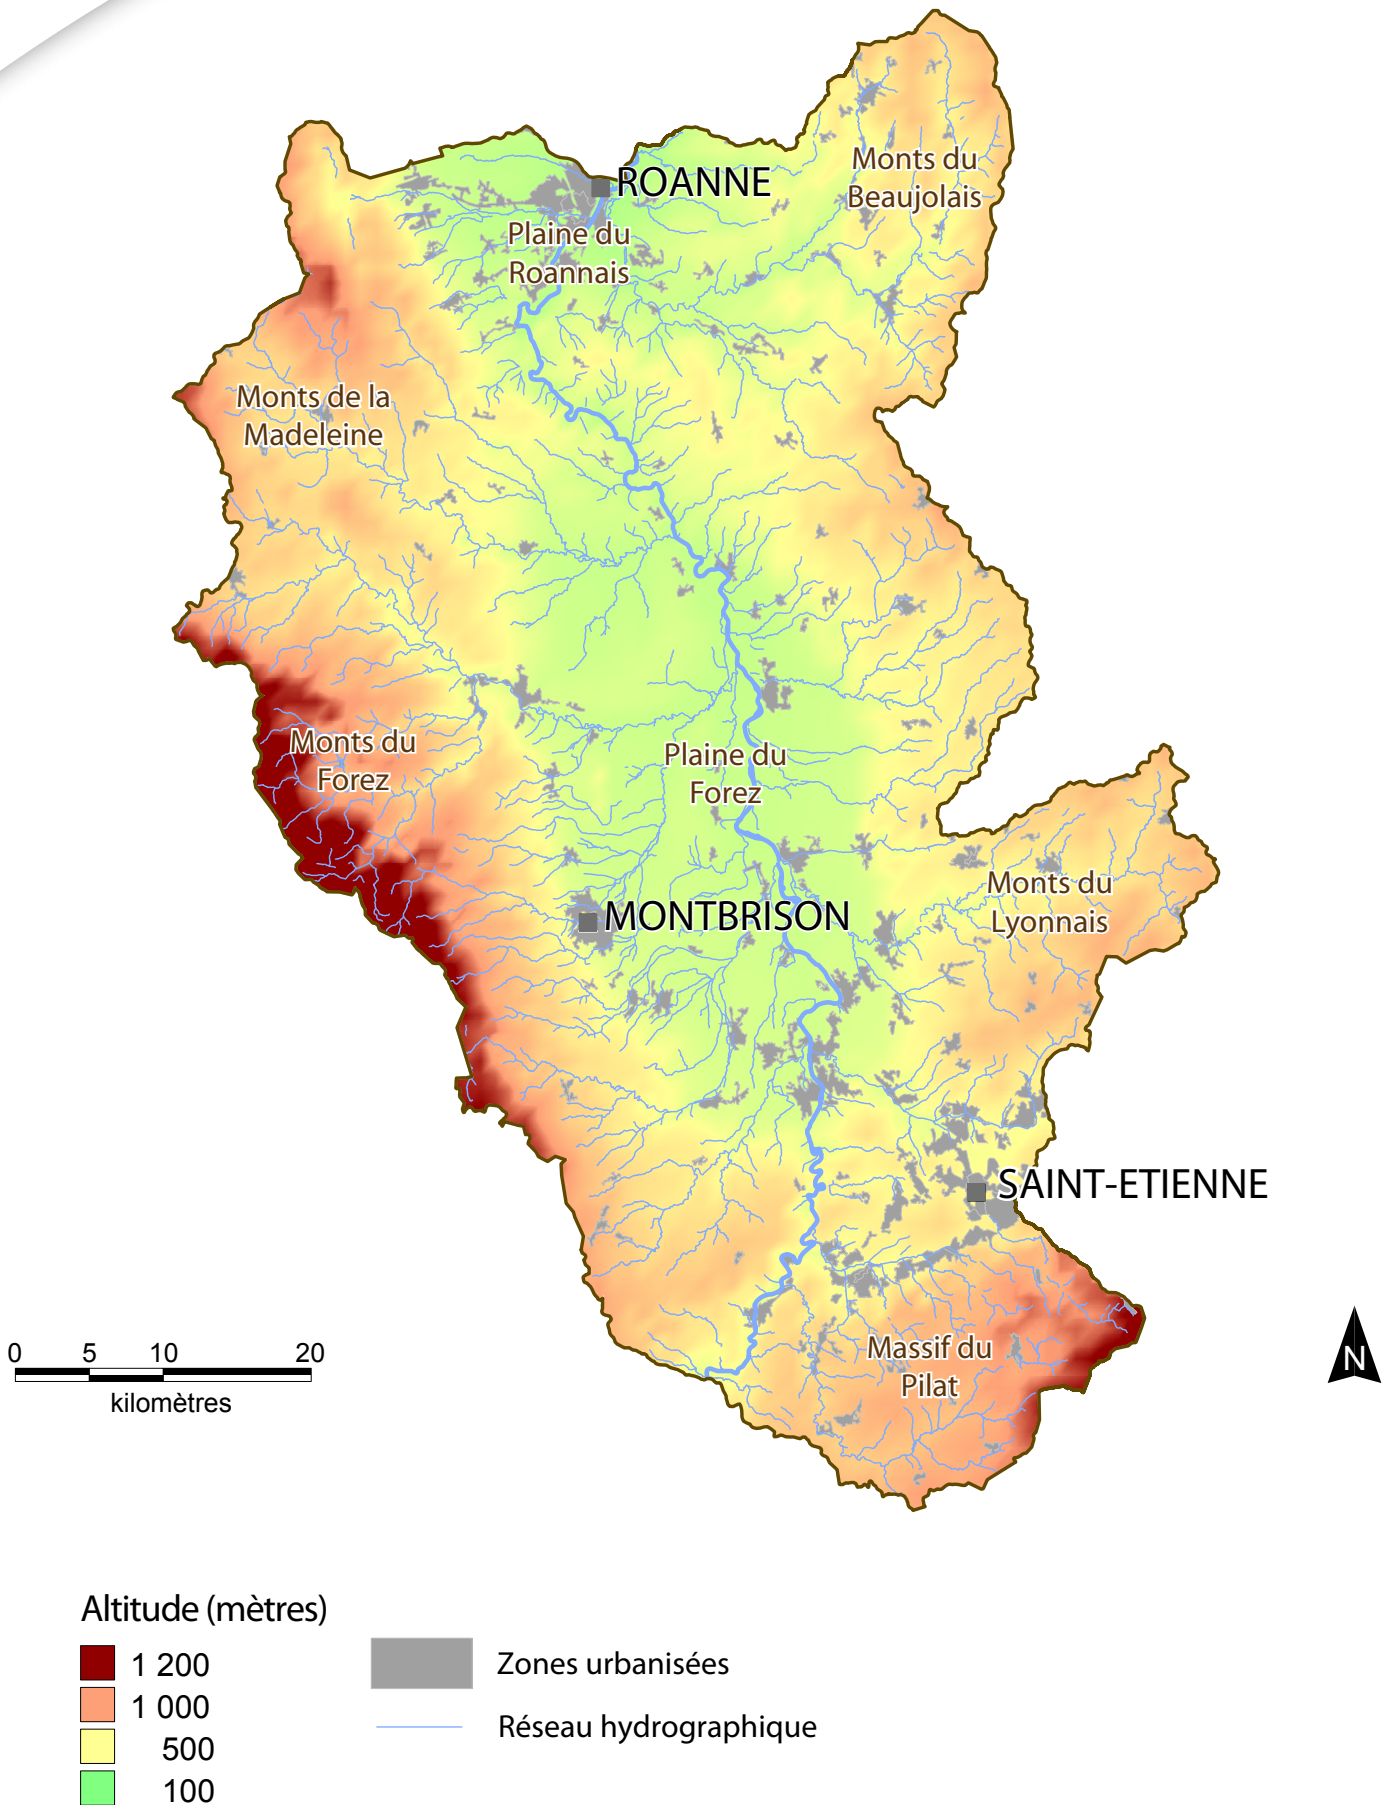 Monts du
Beaujolais
ROANNE
Plaine du
Roannais
Monts de la
Madeleine
Monts du
Forez
Plaine du
Forez
MONTBRISON
Monts du
Lyonnais
SAINT-ETIENNE
Massif du
Pilat
0 5 10 20
kilomètres
N
Altitude (mètres)
1 200
1 000
500
100
Zones urbanisées
Réseau hydrographique